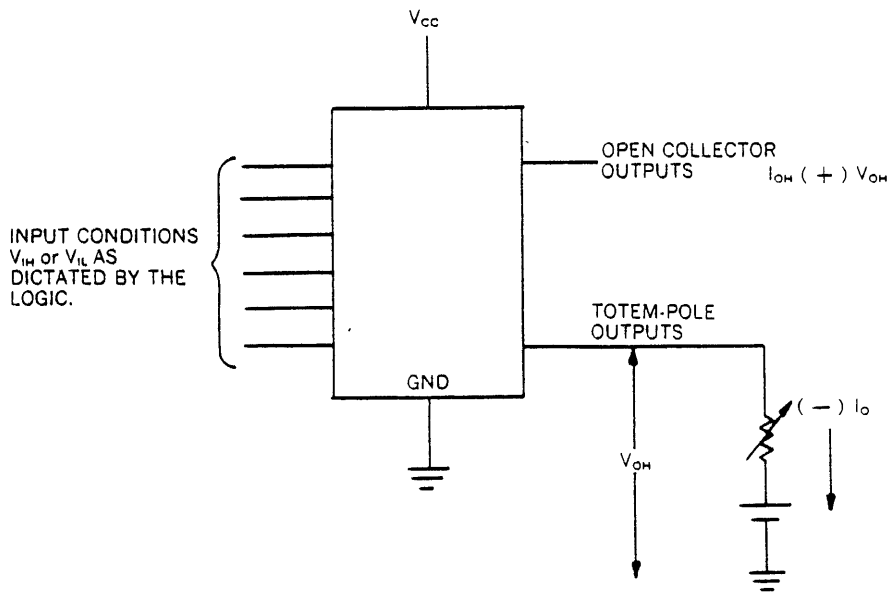 VCC
OPEN COLLECTOR
OUTPUTS
IOH (+) VOH
INPUT CONDITIONS
VIH or VIL AS
DICTATED BY THE
LOGIC.
TOTEM-POLE
OUTPUTS
GND
(-) IO
VOH